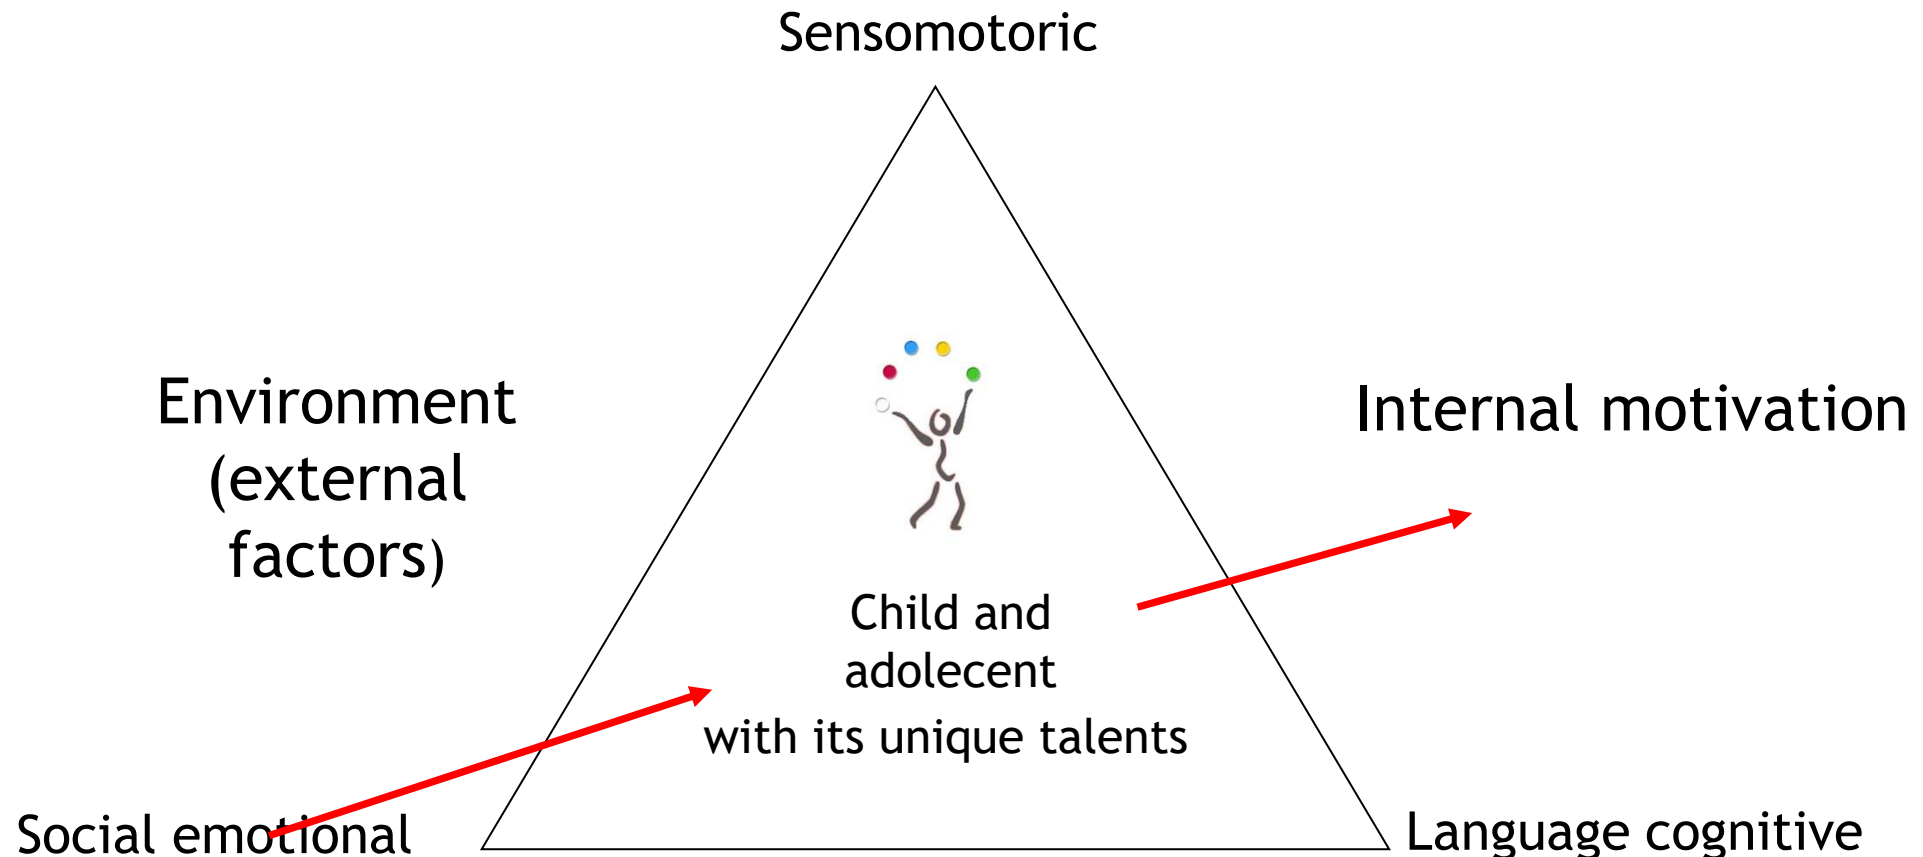 Sensomotoric
Environment
(external
factors)
Internal motivation
Child and
adolecent
with its unique talents
Social emotional
Language cognitive